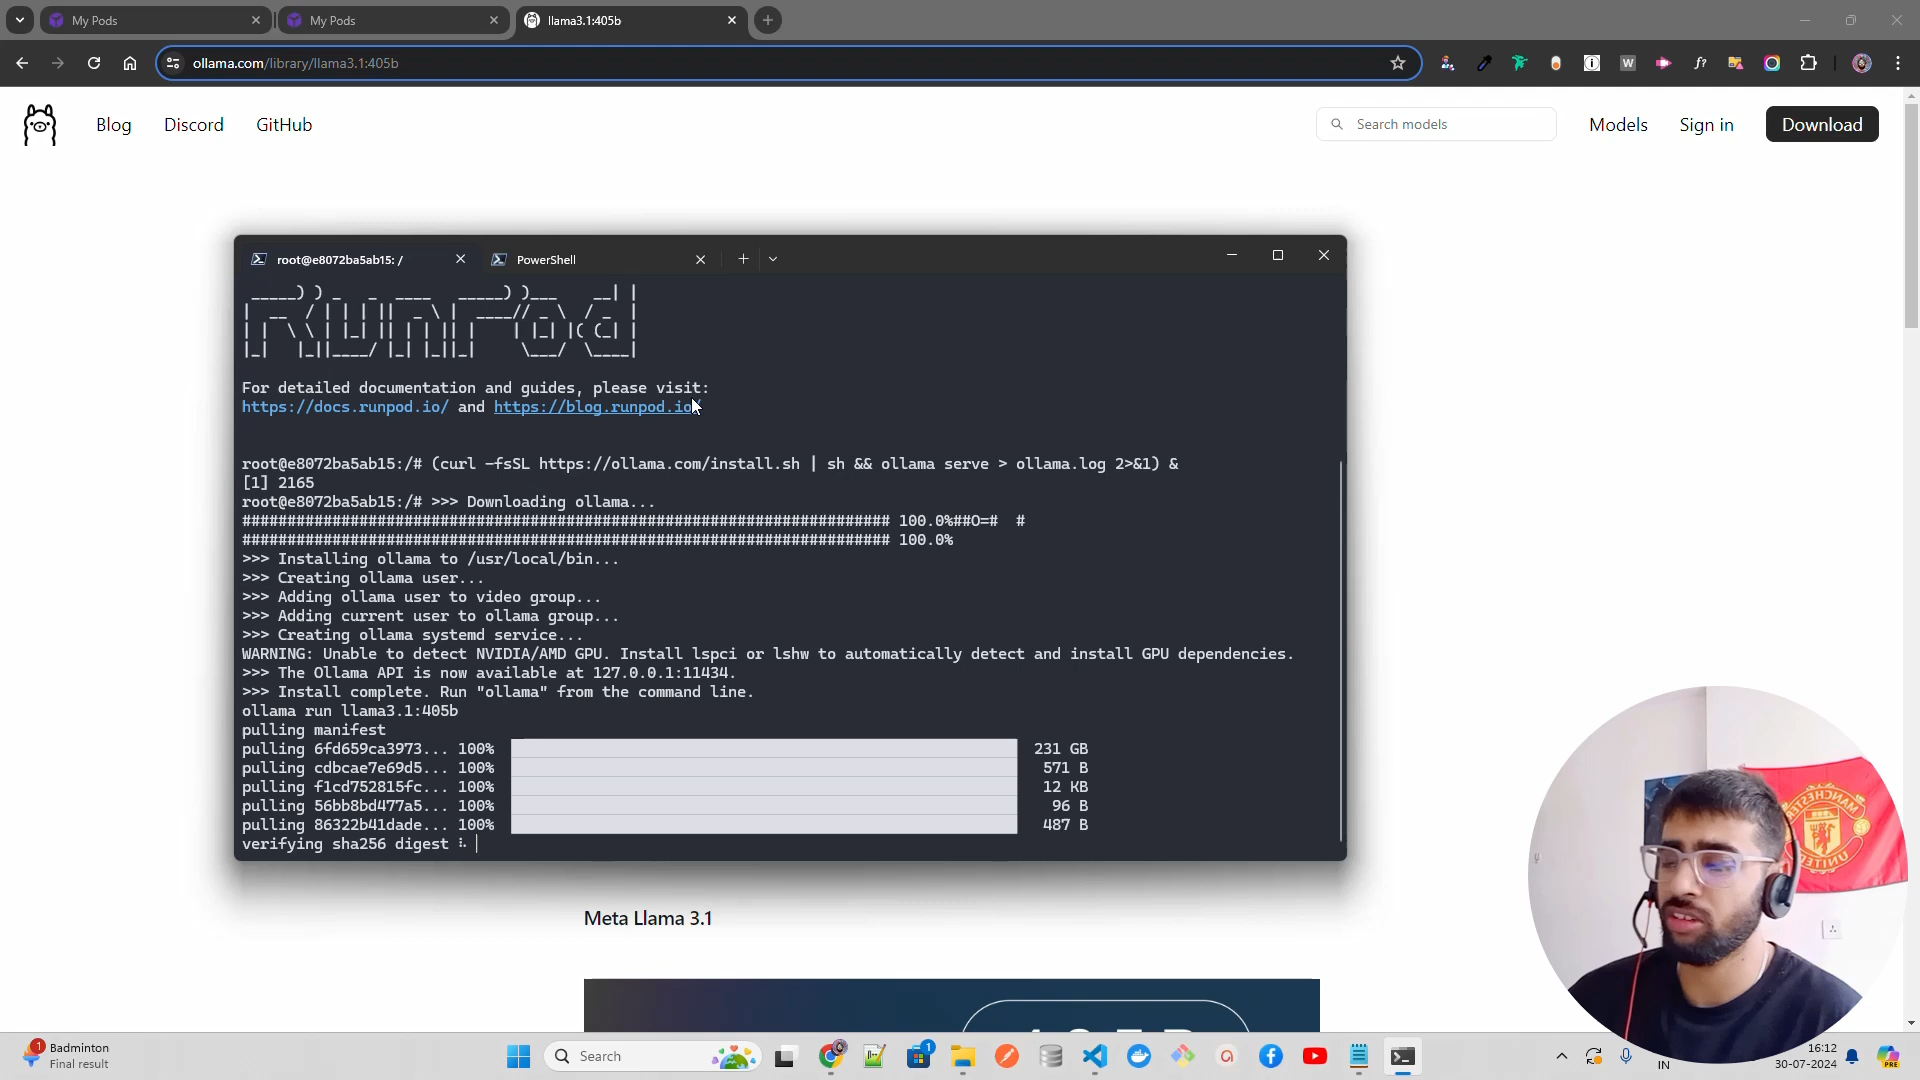 My Pods
My Pods
llama3.1:405b
ollama.com/library/llama3.1:405b
Blog
Discord
GitHub
Search models
Models
Sign in
Download
root@e8072ba5ab15: /
PowerShell
RunPod
For detailed documentation and guides, please visit:
https://docs.runpod.io/ and https://blog.runpod.io/
root@e8072ba5ab15:/# (curl -fsSL https://ollama.com/install.sh | sh && ollama serve > ollama.log 2>&1) &
[1] 2165
root@e8072ba5ab15:/# >>> Downloading ollama...
######################################################################## 100.0%##O=#  #
######################################################################## 100.0%
>>> Installing ollama to /usr/local/bin...
>>> Creating ollama user...
>>> Adding ollama user to video group...
>>> Adding current user to ollama group...
>>> Creating ollama systemd service...
WARNING: Unable to detect NVIDIA/AMD GPU. Install lspci or lshw to automatically detect and install GPU dependencies.
>>> The Ollama API is now available at 127.0.0.1:11434.
>>> Install complete. Run "ollama" from the command line.
ollama run llama3.1:405b
pulling manifest
pulling 6fd659ca3973... 100% 231 GB
pulling cdbcae7e69d5... 100% 571 B
pulling f1cd752815fc... 100% 12 KB
pulling 56bb8bd477a5... 100% 96 B
pulling 86322b41dade... 100% 487 B
verifying sha256 digest
Meta Llama 3.1
MANCHESTER
Badminton
Final result
Search
IN
16:12
30-07-2024